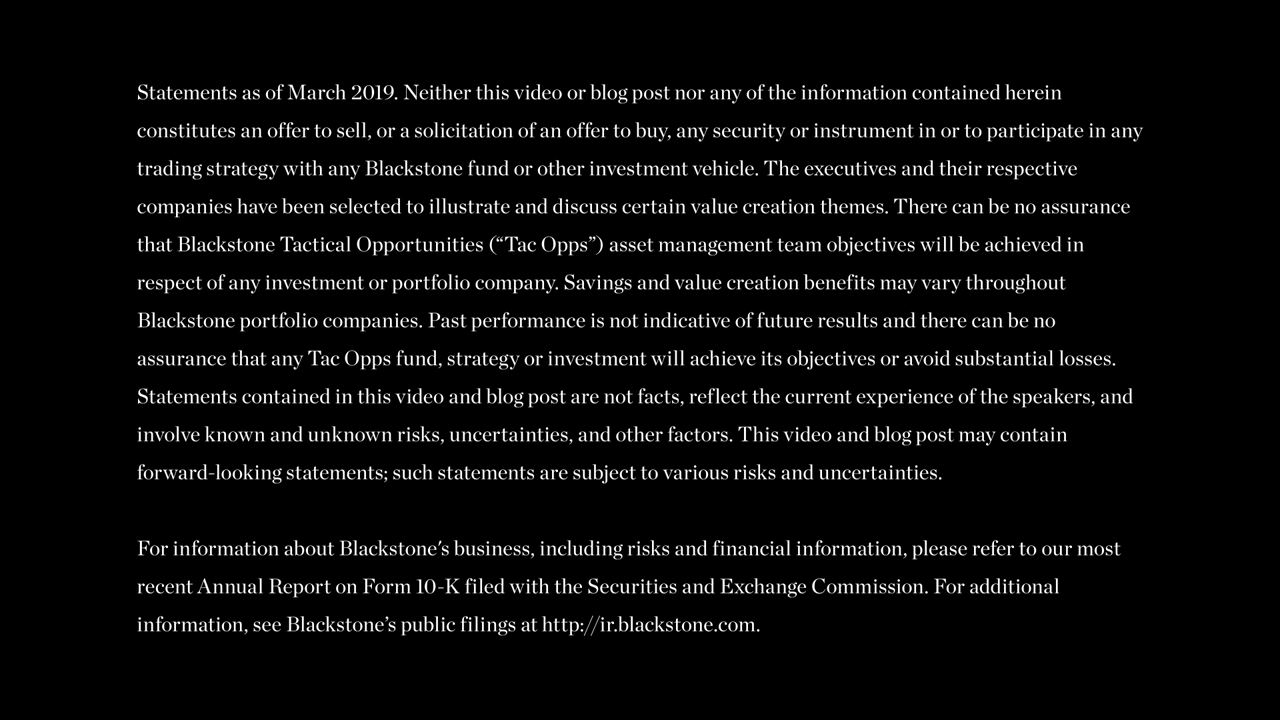 Statements as of March 2019. Neither this video or blog post nor any of the information contained herein
constitutes an offer to sell, or a solicitation of an offer to buy, any security or instrument in or to participate in any
trading strategy with any Blackstone fund or other investment vehicle. The executives and their respective
companies have been selected to illustrate and discuss certain value creation themes. There can be no assurance
that Blackstone Tactical Opportunities (“Tac Opps”) asset management team objectives will be achieved in
respect of any investment or portfolio company. Savings and value creation benefits may vary throughout
Blackstone portfolio companies. Past performance is not indicative of future results and there can be no
assurance that any Tac Opps fund, strategy or investment will achieve its objectives or avoid substantial losses.
Statements contained in this video and blog post are not facts, reflect the current experience of the speakers, and
involve known and unknown risks, uncertainties, and other factors. This video and blog post may contain
forward-looking statements; such statements are subject to various risks and uncertainties.
For information about Blackstone's business, including risks and financial information, please refer to our most
recent Annual Report on Form 10-K filed with the Securities and Exchange Commission. For additional
information, see Blackstone’s public filings at http://ir.blackstone.com.